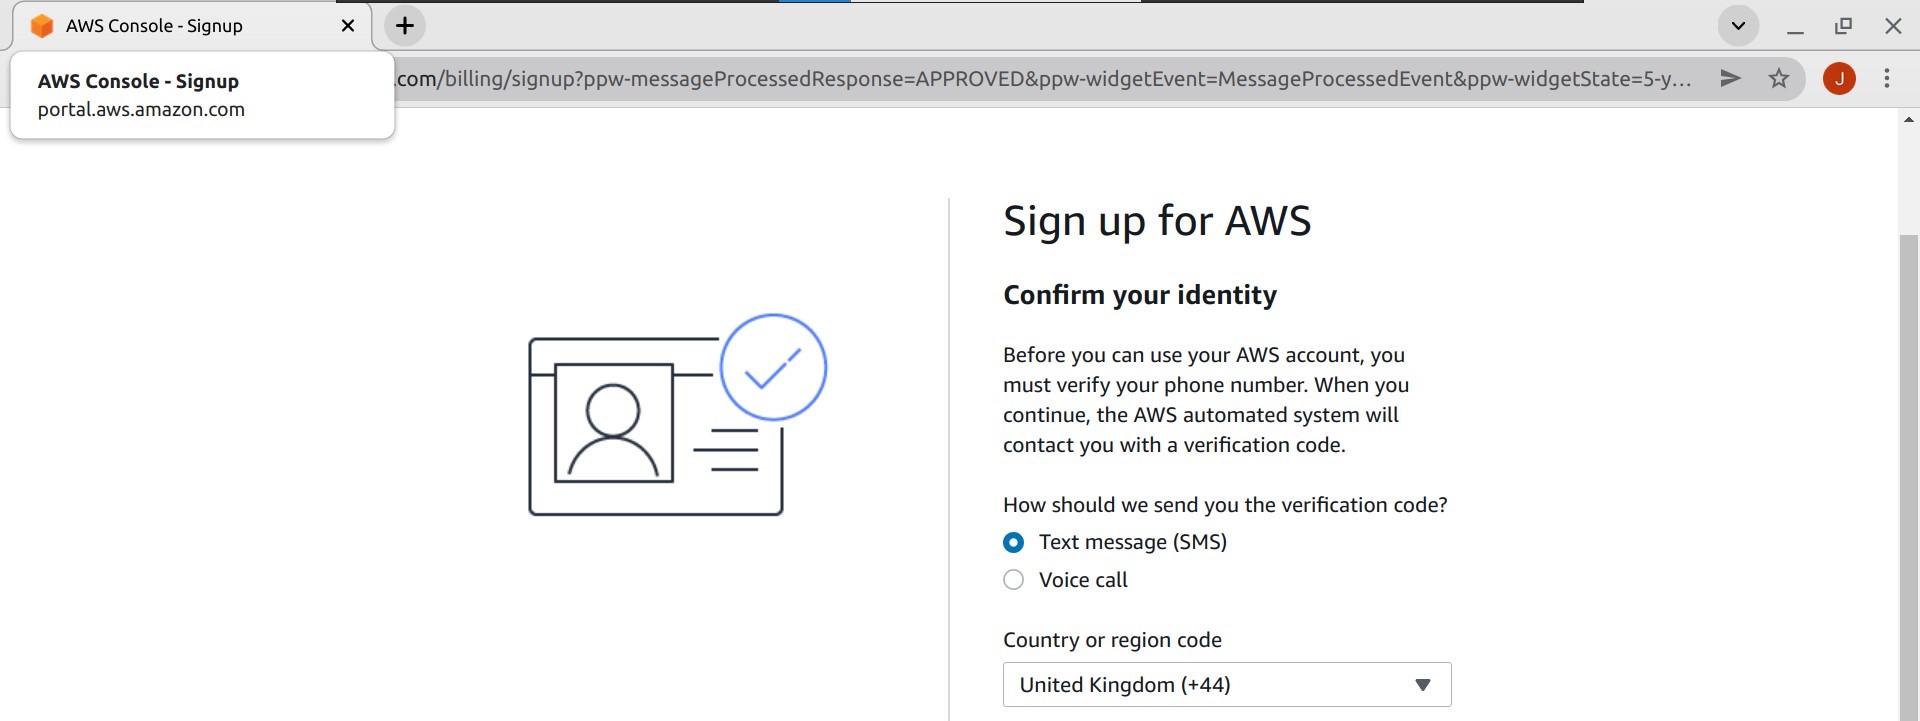 AWS Console - Signup
AWS Console - Signup
portal.aws.amazon.com
.com/billing/signup?ppw-messageProcessedResponse=APPROVED&ppw-widgetEvent=MessageProcessedEvent&ppw-widgetState=5-y...
J
Sign up for AWS
Confirm your identity
Before you can use your AWS account, you
must verify your phone number. When you
continue, the AWS automated system will
contact you with a verification code.
How should we send you the verification code?
Text message (SMS)
Voice call
Country or region code
United Kingdom (+44)